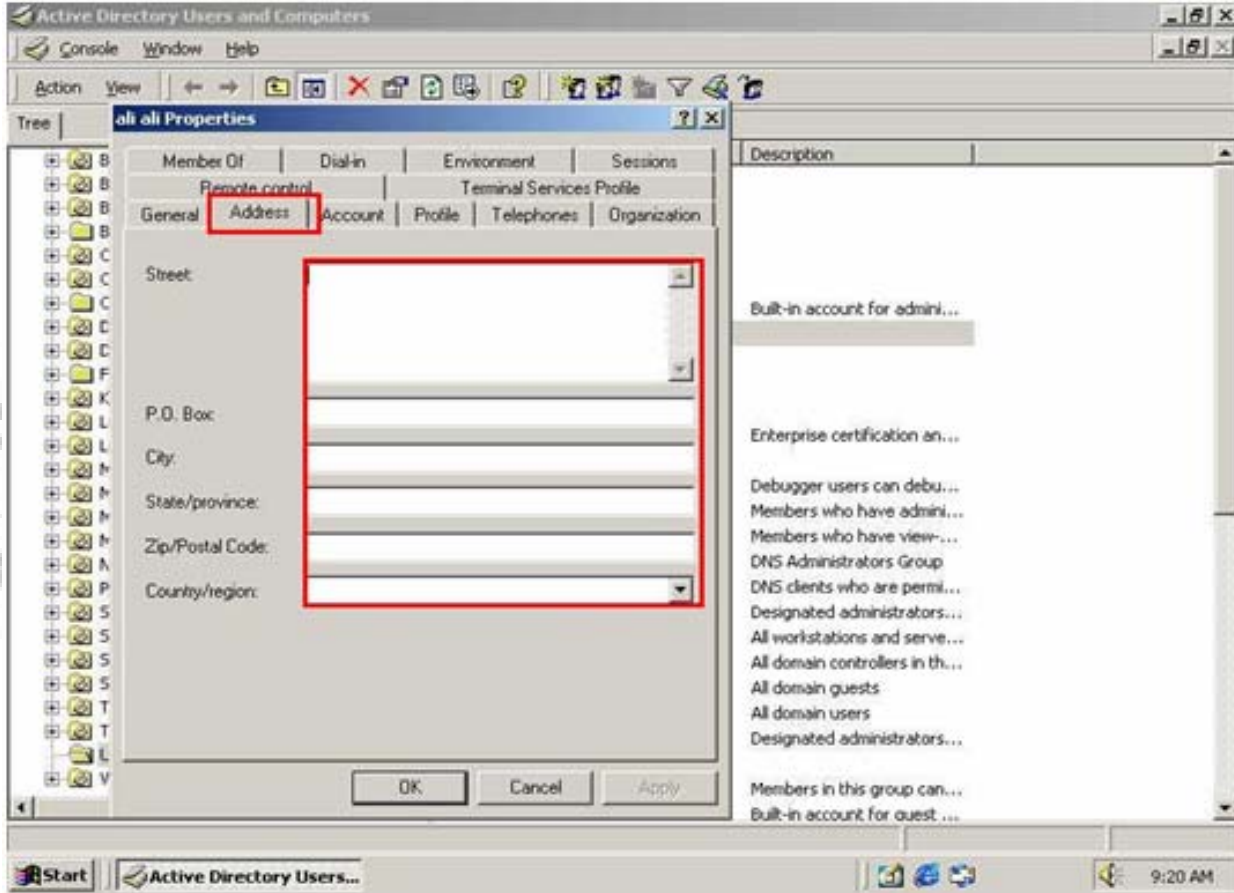 Active Directory Users and Computers
Console Window Help
Action View
Tree
ali ali Properties
Member Of Dial-in Environment Sessions
Remote control Terminal Services Profile
General Address Account Profile Telephones Organization
Street:
P.O. Box:
City:
State/province:
Zip/Postal Code:
Country/region:
OK Cancel Apply
B
B
B
B
C
C
C
D
D
F
K
L
L
M
M
M
M
N
P
S
S
S
S
T
T
V
Description
Built-in account for admini...
Enterprise certification an...
Debugger users can debu...
Members who have admini...
Members who have view-...
DNS Administrators Group
DNS clients who are permi...
Designated administrators...
All workstations and serve...
All domain controllers in th...
All domain guests
All domain users
Designated administrators...
Members in this group can...
Built-in account for guest ...
Start Active Directory Users... 9:20 AM